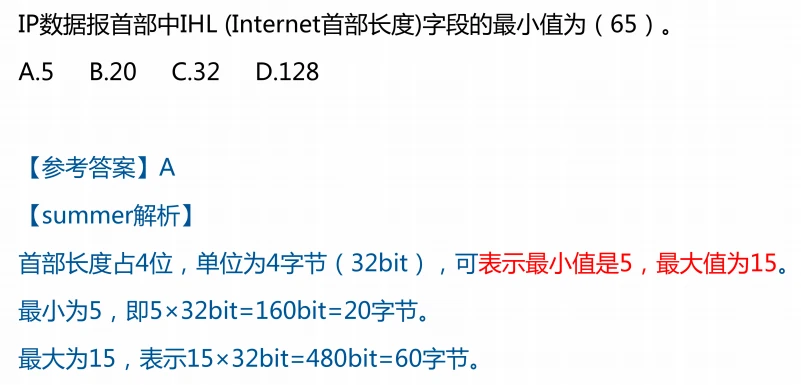 IP数据报首部中IHL (Internet首部长度)字段的最小值为（65）。
A.5 B.20 C.32 D.128
【参考答案】A
【summer解析】
首部长度占4位，单位为4字节（32bit），可表示最小值是5，最大值为15。
最小为5，即5×32bit=160bit=20字节。
最大为15，表示15×32bit=480bit=60字节。